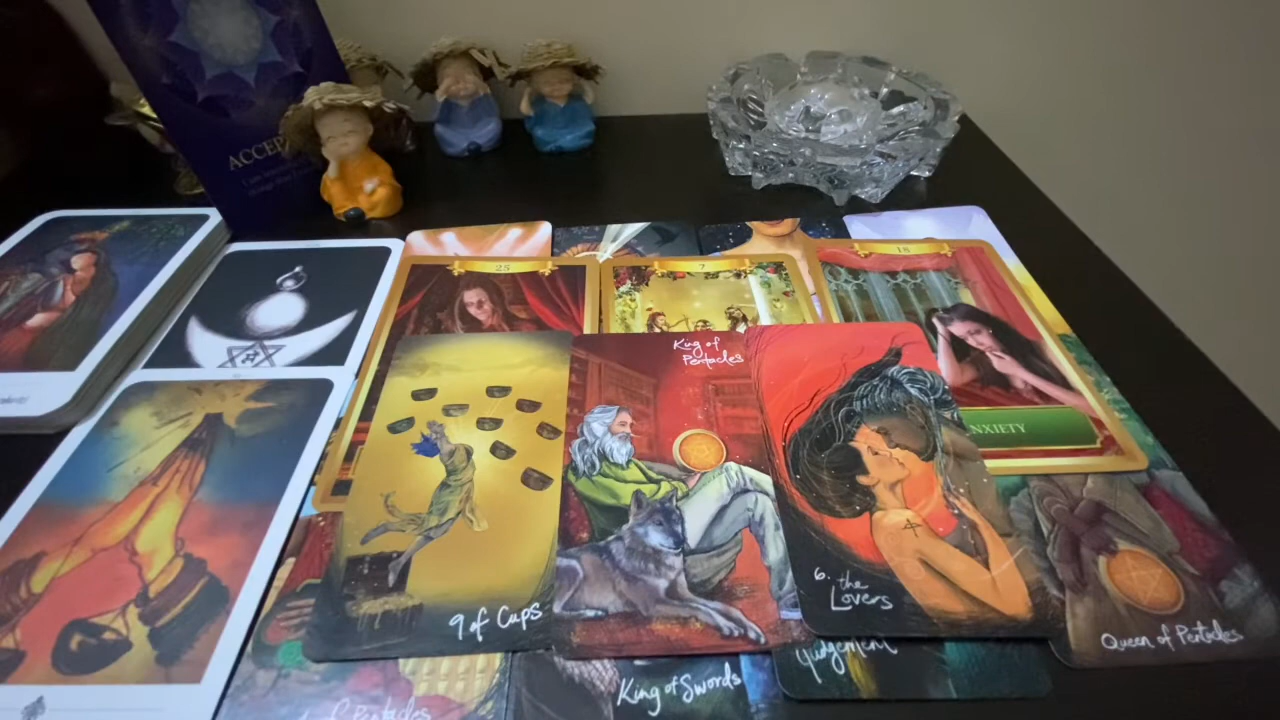 25
7
18
King of
Pentacles
ANXIETY
9 of Cups
6. the
Lovers
Queen of Pentacles
Judgement
King of Swords
of Pentacles